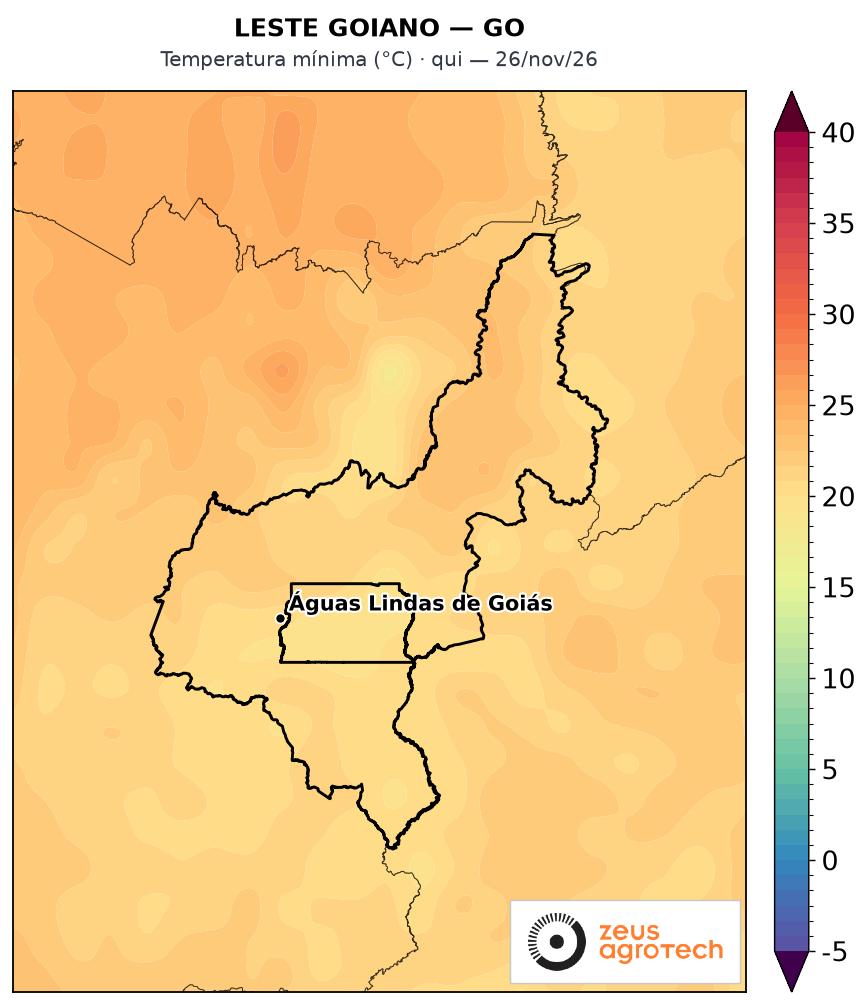 LESTE GOIANO — GO
Temperatura mínima (°C) · qui — 26/nov/26
40
35
30
25
20
15
10
5
0
-5
Águas Lindas de Goiás
zeus
agrotech